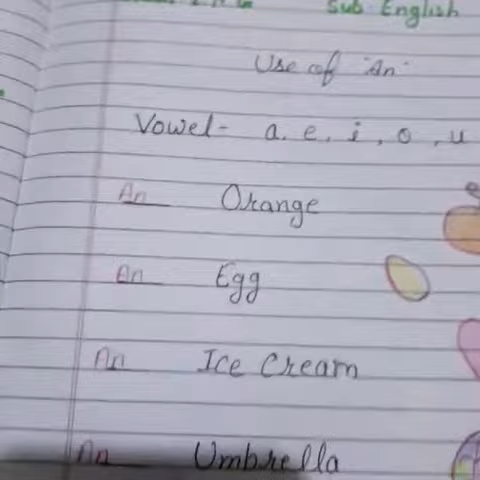 Sub English
Use of "An"
Vowel- a, e, i, o, u
An Orange
An Egg
An Ice Cream
An Umbrella